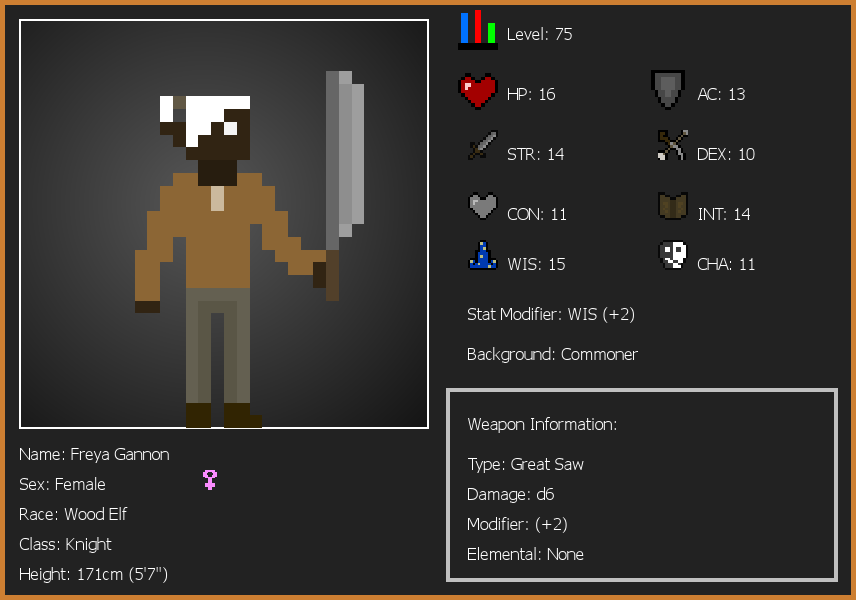 Level: 75
HP: 16
AC: 13
STR: 14
DEX: 10
CON: 11
INT: 14
WIS: 15
CHA: 11
Stat Modifier: WIS (+2)
Background: Commoner
Weapon Information:
Type: Great Saw
Damage: d6
Modifier: (+2)
Elemental: None
Name: Freya Gannon
Sex: Female
Race: Wood Elf
Class: Knight
Height: 171cm (5'7")